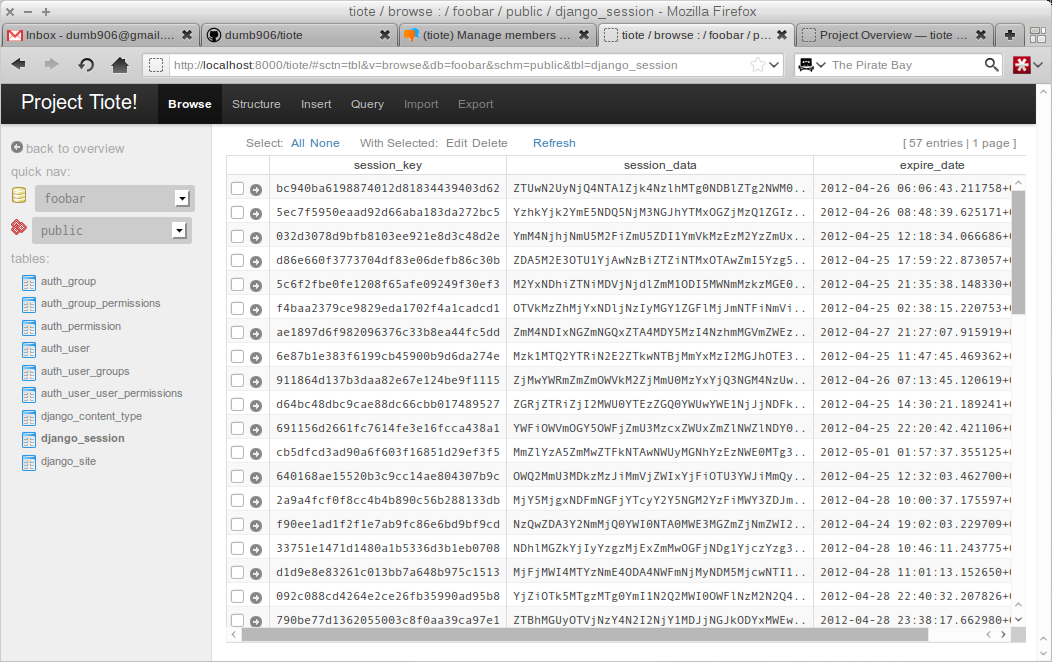 tiote / browse : / foobar / public / django_session - Mozilla Firefox
Inbox - dumb906@gmail.... dumb906/tiote (tiote) Manage members ... tiote / browse : / foobar / p... Project Overview — tiote ...
http://localhost:8000/tiote/#sctn=tbl&v=browse&db=foobar&schm=public&tbl=django_session The Pirate Bay
Project Tiote! Browse Structure Insert Query Import Export
back to overview
quick nav:
foobar
public
tables:
auth_group
auth_group_permissions
auth_permission
auth_user
auth_user_groups
auth_user_user_permissions
django_content_type
django_session
django_site
Select: All None With Selected: Edit Delete Refresh [ 57 entries | 1 page ]
session_key session_data expire_date
bc940ba6198874012d81834439403d62 ZTUwN2UyNjQ4NTA1Zjk4NzlhMTg0NDBlZTg2NWM0.. 2012-04-26 06:06:43.211758+
5ec7f5950eaad92d66aba183da272bc5 YzhkYjk2YmE5NDQ5NjM3NGJhYTMxOGZjMzQ1ZGIz.. 2012-04-26 08:48:39.625171+
032d3078d9bfb8103ee921e8d3c48d2e YmM4NjhjNmU5M2FiZmU5ZDI1YmVkMzEzM2YzZmUx.. 2012-04-25 12:18:34.066686+
d86e660f3773704df83e06defb86c30b ZDA5M2E3OTU1YjAwNzBiZTZiNTMxOTAwZmI5Yzg5.. 2012-04-25 17:59:22.873057+
5c6f2fbe0fe1208f65afe09249f30ef3 M2YxNDhiZTNiMDVjNjdlZmM1ODI5MWNmMzkzMGE0.. 2012-04-25 21:35:38.148330+
f4baa2379ce9829eda1702f4a1cadcd1 OTVkMzZhMjYxNDljNzIyMGY1ZGFlMjJmNTFiNmVi.. 2012-04-25 02:38:15.220753+
ae1897d6f982096376c33b8ea44fc5dd ZmM4NDIxNGZmNGQxZTA4MDY5MzI4NzhmMGVmZWEz.. 2012-04-27 21:27:07.915919+
6e87b1e383f6199cb45900b9d6da274e Mzk1MTQ2YTRiN2E2ZTkwNTBjMmYxMzI2MGJhOTE3.. 2012-04-25 11:47:45.469362+
911864d137b3daa82e67e124be9f1115 ZjMwYWRmZmZmOWVkM2ZjMmU0MzYxYjQ3NGM4NzUw.. 2012-04-26 07:13:45.120619+
d64bc48dbc9cae88dc66cbb017489527 ZGRjZTRiZjI2MWU0YTEzZGQ0YWUwYWE1NjJjNDFk.. 2012-04-25 14:30:21.189241+
691156d2661fc7614fe3e16fcca438a1 YWFiOWVmOGY5OWFjZmU3MzcxZWUxZmZlNWZlNDY0.. 2012-04-25 22:20:42.421106+
cb5dfcd3ad90a6f603f16851d29ef3f5 MmZlYzA5ZmMwZTFkNTAwNWUyMGNhYzEzNWE0MTg3.. 2012-05-01 01:57:37.355125+
640168ae15520b3c9cc14ae804307b9c OWQ2MmU3MDkzMzJiMmVjZWIxYjFiOTU3YWJiMmQy.. 2012-04-25 12:32:03.462700+
2a9a4fcf0f8cc4b4b890c56b288133db MjY5MjgxNDFmNGFjYTcyY2Y5NGM2YzFiMWY3ZDJm.. 2012-04-28 10:00:37.175597+
f90ee1ad1f2f1e7ab9fc86e6bd9bf9cd NzQwZDA3Y2NmMjQ0YWI0NTA0MWE3MGZmZjNmZWI2.. 2012-04-24 19:02:03.229709+
33751e1471d1480a1b5336d3b1eb0708 NDhlMGZkYjIyYzgzMjExZmMwOGFjNDg1YjczYzg3.. 2012-04-28 10:46:11.243775+
d1d9e8e83261c013bb7a648b975c1513 MjFjMWI4MTYzNmE4ODA4NWFmNjMyNDM5MjcwNTI1.. 2012-04-28 11:01:13.152650+
092c088cd4264e2ce26fb35990ad95b8 YjZiOTk5MTgzMTg0YmI1N2Q2MWI0OWFlNzM2N2Q4.. 2012-04-28 22:40:32.207826+
790be77d1362055003c8f0aa39ca97e1 ZTBhMGUyOTVjNzY4N2I2NjY1MDJjNGJkODYxMWEw.. 2012-04-28 23:38:17.662980+